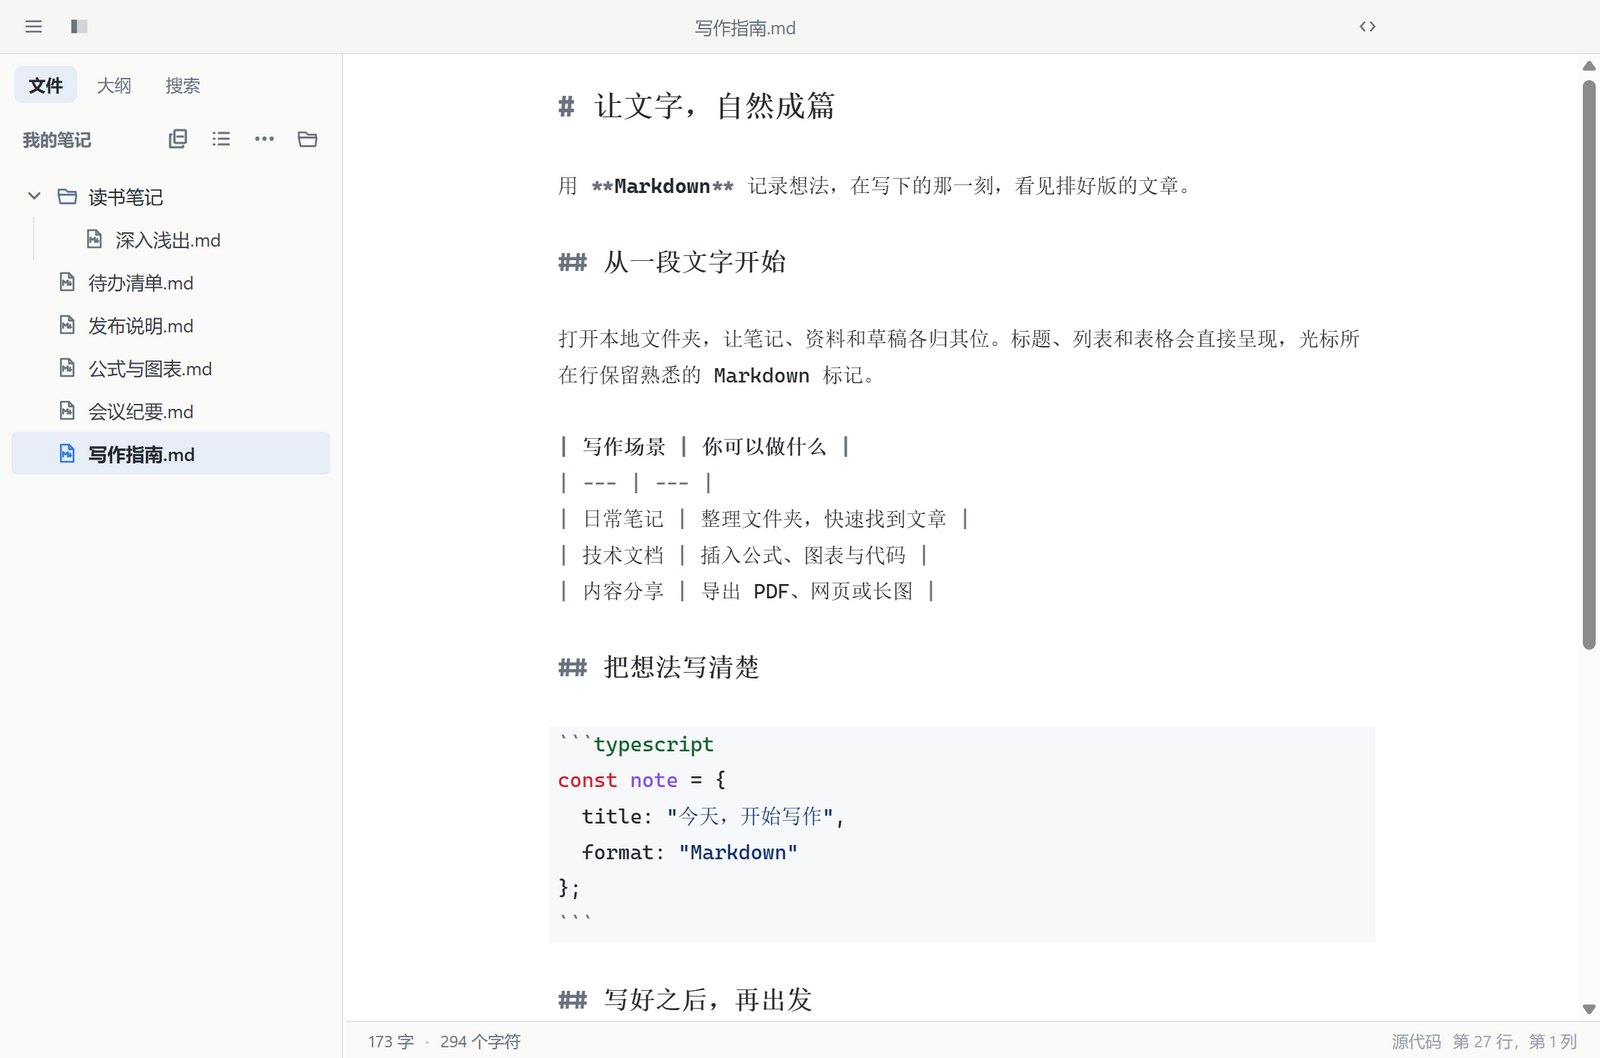 写作指南.md
文件 大纲 搜索
我的笔记
读书笔记
深入浅出.md
待办清单.md
发布说明.md
公式与图表.md
会议纪要.md
写作指南.md
# 让文字，自然成篇
用 **Markdown** 记录想法，在写下的那一刻，看见排好版的文章。
## 从一段文字开始
打开本地文件夹，让笔记、资料和草稿各归其位。标题、列表和表格会直接呈现，光标所
在行保留熟悉的 Markdown 标记。
| 写作场景 | 你可以做什么 |
| --- | --- |
| 日常笔记 | 整理文件夹，快速找到文章 |
| 技术文档 | 插入公式、图表与代码 |
| 内容分享 | 导出 PDF、网页或长图 |
## 把想法写清楚
```typescript
const note = {
  title: "今天，开始写作",
  format: "Markdown"
};
```
## 写好之后，再出发
173 字 · 294 个字符
源代码 第 27 行，第 1 列